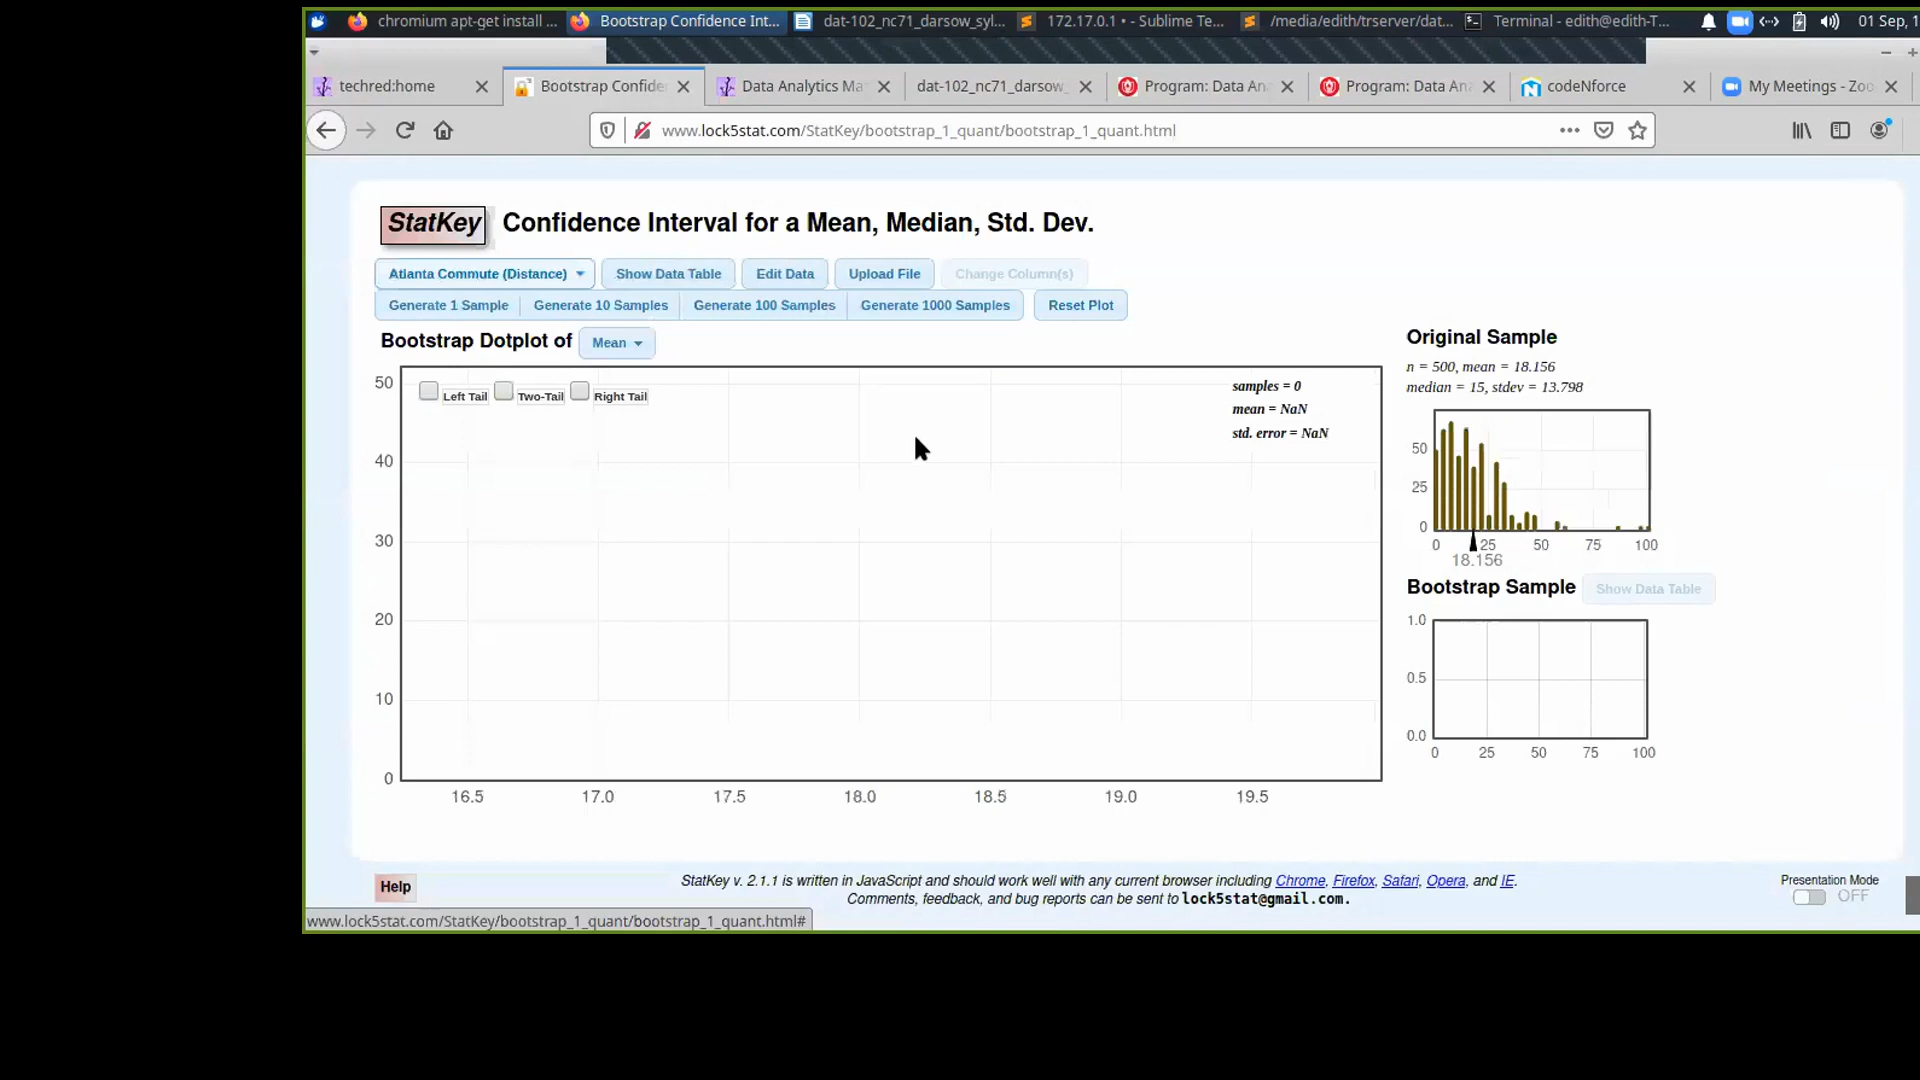 chromium apt-get install ...
Bootstrap Confidence Int...
dat-102_nc71_darsow_syl...
172.17.0.1 • - Sublime Te...
/media/edith/trserver/dat...
Terminal - edith@edith-T...
01 Sep, 1
techred:home
Bootstrap Confide
Data Analytics Ma
dat-102_nc71_darsow_
Program: Data An
Program: Data An
codeNforce
My Meetings - Zoo
www.lock5stat.com/StatKey/bootstrap_1_quant/bootstrap_1_quant.html
StatKey Confidence Interval for a Mean, Median, Std. Dev.
Atlanta Commute (Distance) Show Data Table Edit Data Upload File Change Column(s)
Generate 1 Sample Generate 10 Samples Generate 100 Samples Generate 1000 Samples Reset Plot
Bootstrap Dotplot of Mean
Left Tail Two-Tail Right Tail
samples = 0
mean = NaN
std. error = NaN
50
40
30
20
10
0
16.5 17.0 17.5 18.0 18.5 19.0 19.5
Original Sample
n = 500, mean = 18.156
median = 15, stdev = 13.798
50
25
0
0 25 50 75 100
18.156
Bootstrap Sample Show Data Table
1.0
0.5
0.0
0 25 50 75 100
Help
StatKey v. 2.1.1 is written in JavaScript and should work well with any current browser including Chrome, Firefox, Safari, Opera, and IE.
Comments, feedback, and bug reports can be sent to lock5stat@gmail.com.
Presentation Mode
OFF
www.lock5stat.com/StatKey/bootstrap_1_quant/bootstrap_1_quant.html#